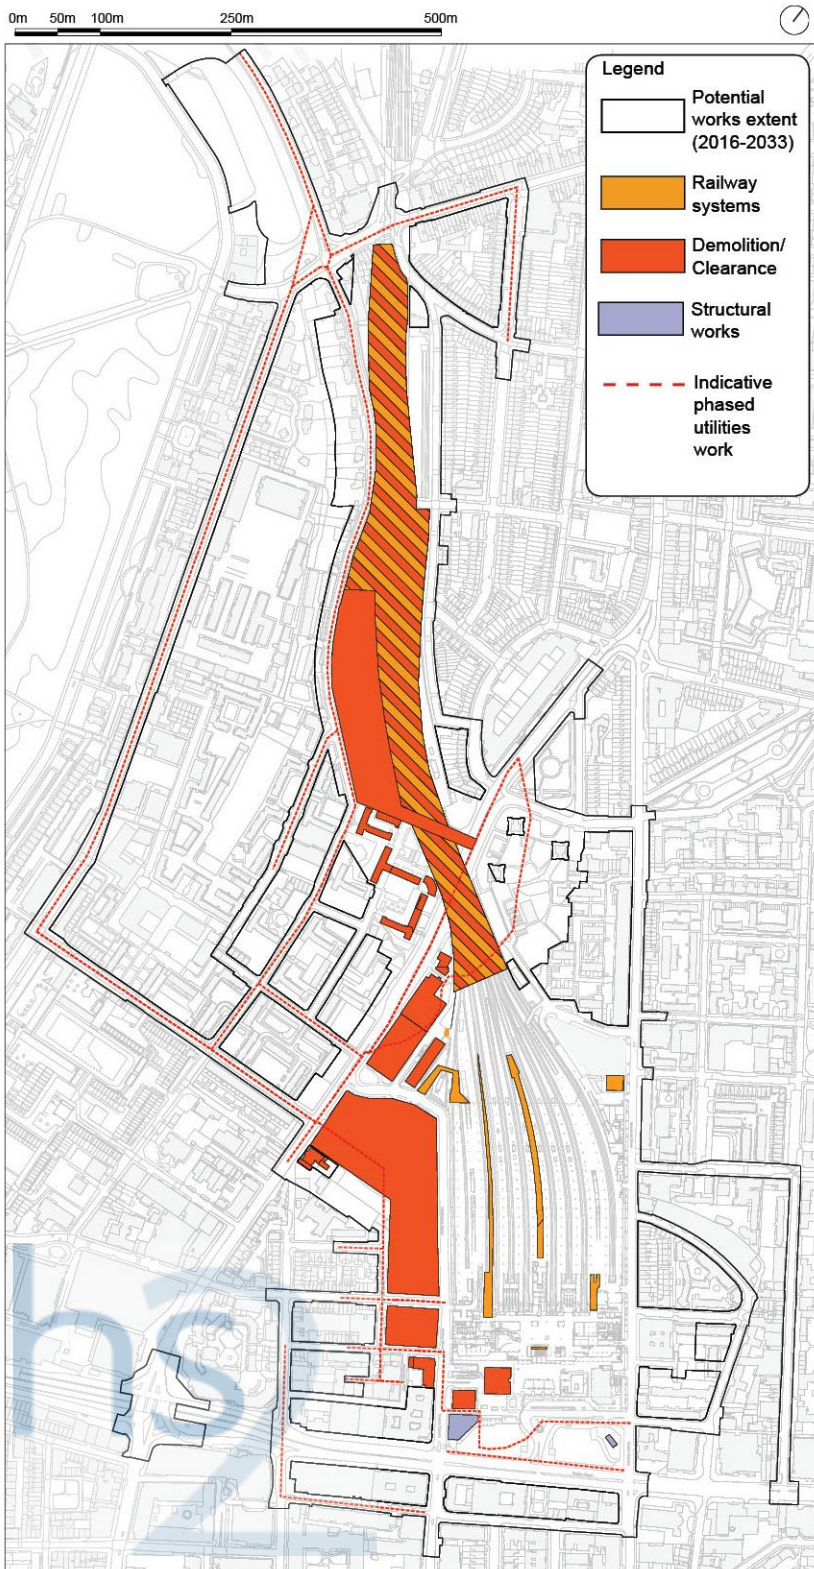 0m 50m 100m 250m 500m
Legend
Potential
works extent
(2016-2033)
Railway
systems
Demolition/
Clearance
Structural
works
Indicative
phased
utilities
work
hs2